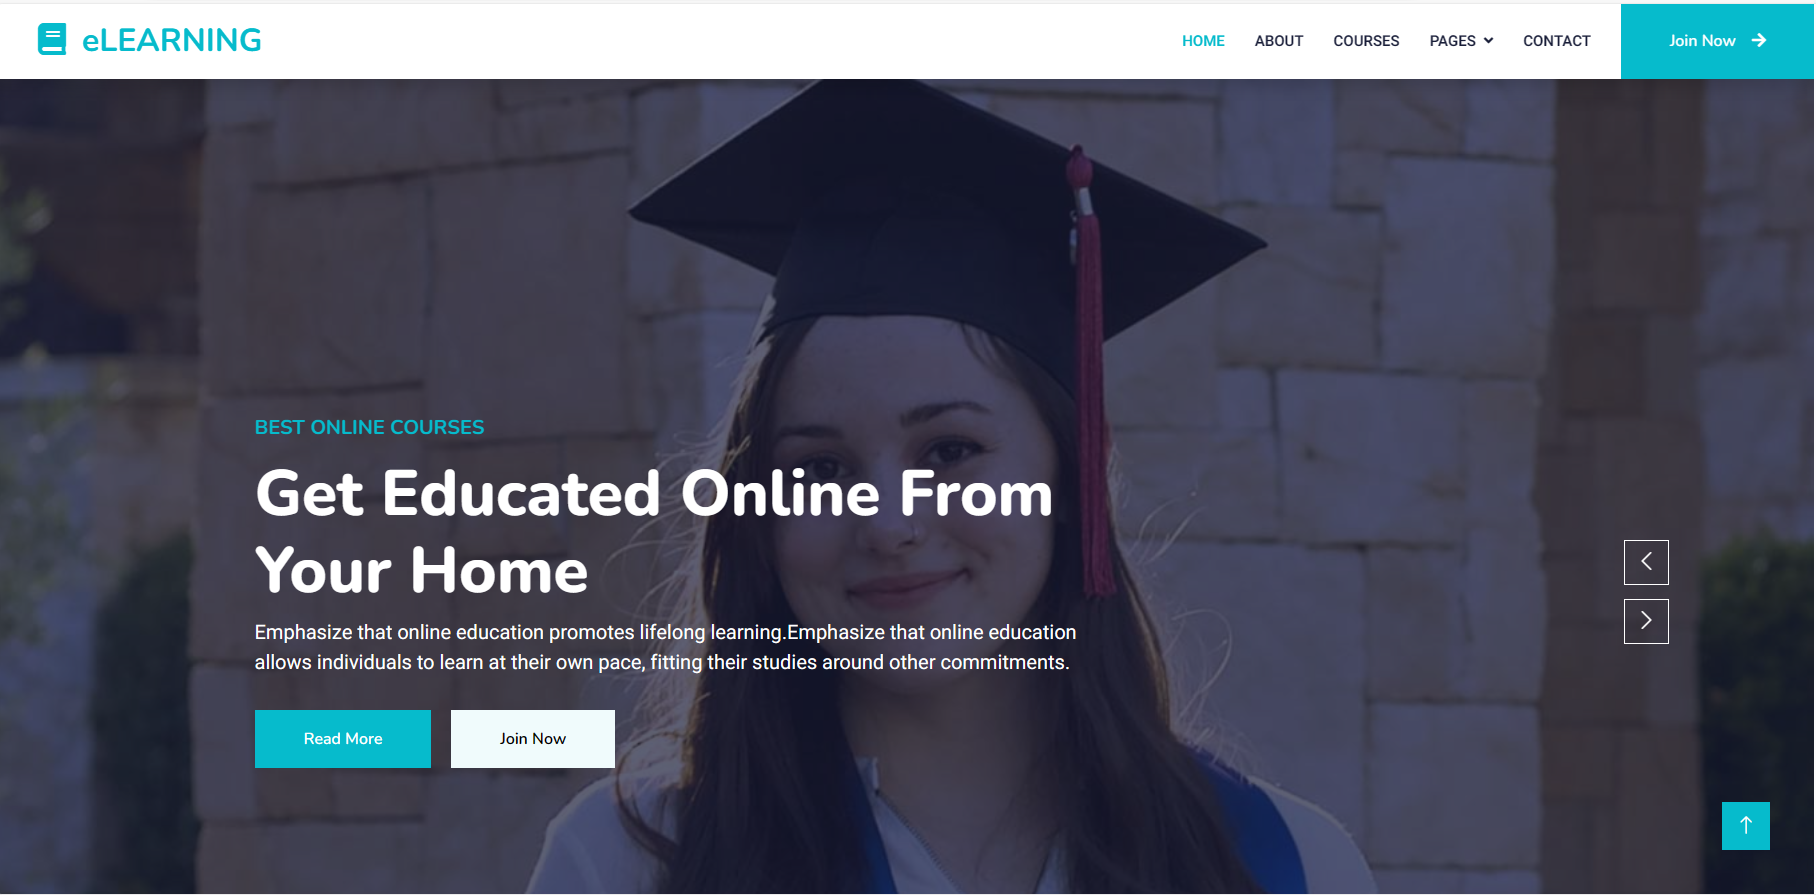 eLEARNING
HOME ABOUT COURSES PAGES CONTACT Join Now
BEST ONLINE COURSES
Get Educated Online From
Your Home
Emphasize that online education promotes lifelong learning.Emphasize that online education
allows individuals to learn at their own pace, fitting their studies around other commitments.
Read More Join Now